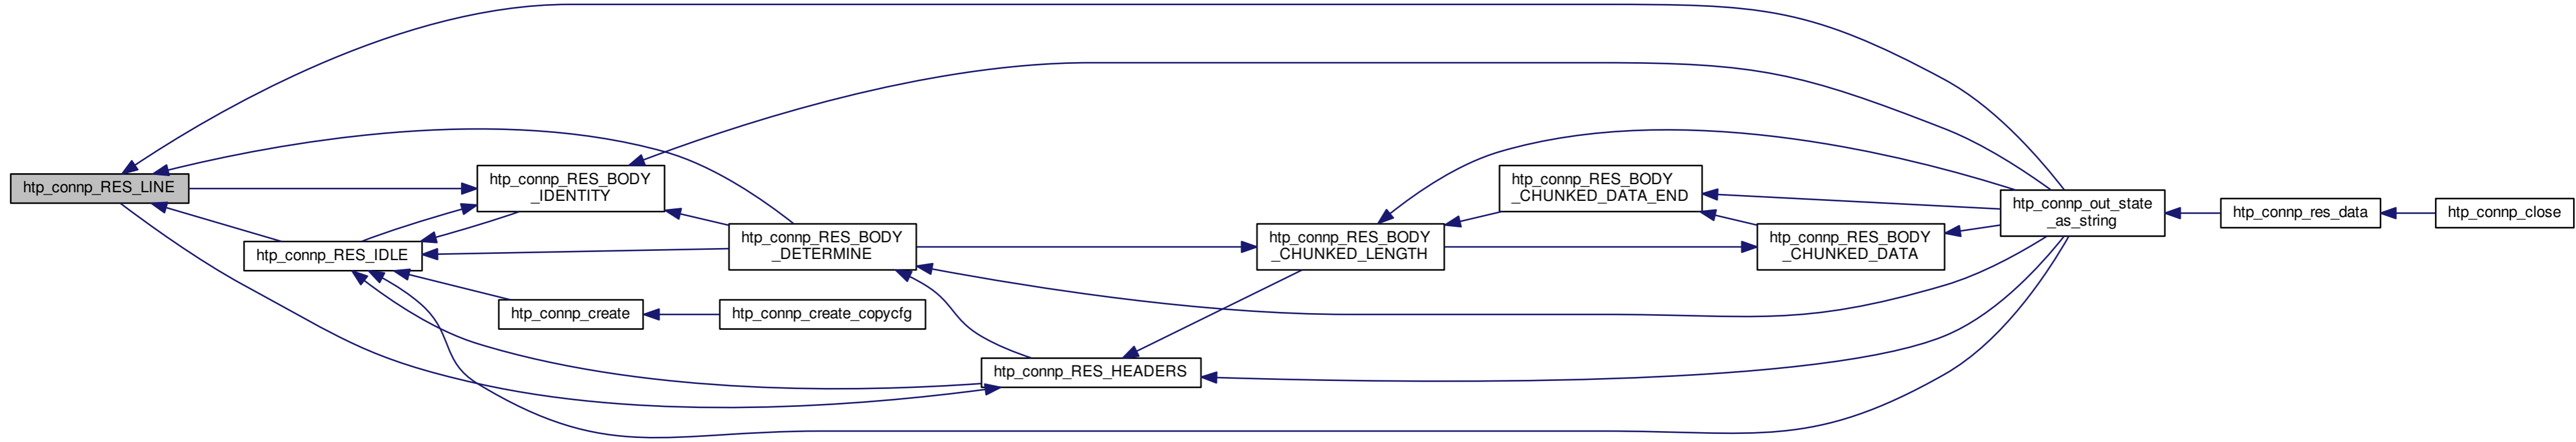 htp_connp_RES_LINE
htp_connp_RES_BODY
_IDENTITY
htp_connp_RES_IDLE
htp_connp_RES_BODY
_DETERMINE
htp_connp_create
htp_connp_create_copycfg
htp_connp_RES_HEADERS
htp_connp_RES_BODY
_CHUNKED_LENGTH
htp_connp_RES_BODY
_CHUNKED_DATA_END
htp_connp_RES_BODY
_CHUNKED_DATA
htp_connp_out_state
_as_string
htp_connp_res_data
htp_connp_close